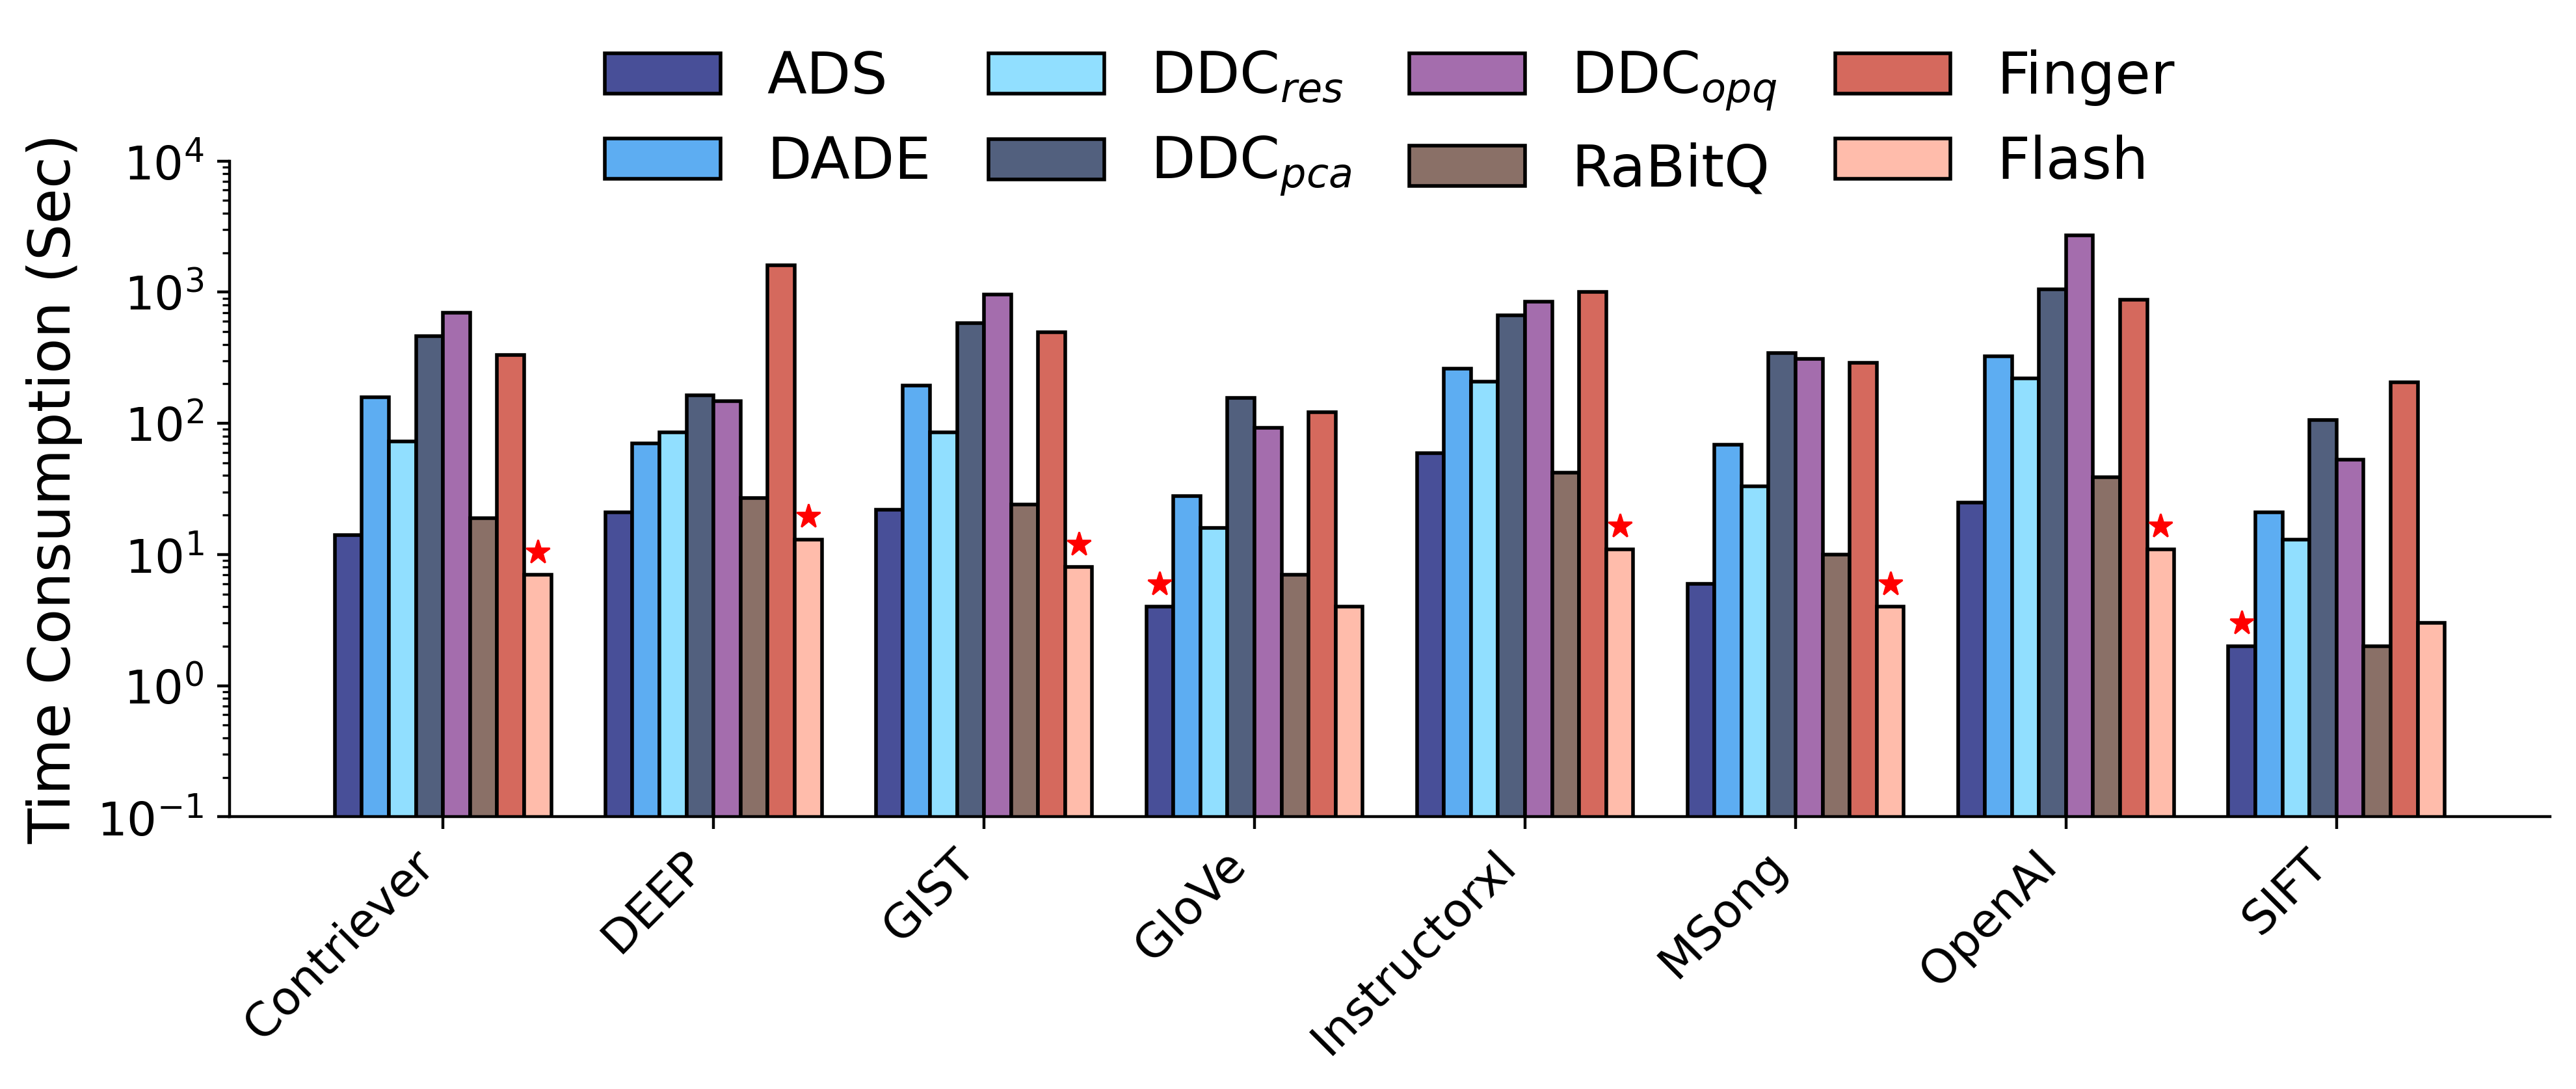 ADS DDCres DDCopq Finger
DADE DDCpca RaBitQ Flash
Time Consumption (Sec)
10^4
10^3
10^2
10^1
10^0
10^−1
Contriever
DEEP
GIST
GloVe
Instructorxl
MSong
OpenAI
SIFT